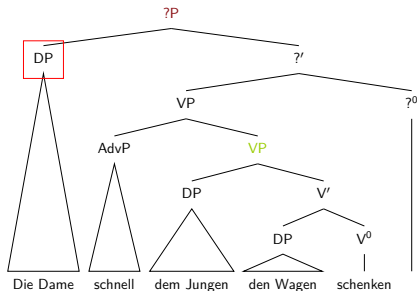 ?P
DP ?′
VP ?⁰
AdvP VP
DP V′
DP V⁰
Die Dame schnell dem Jungen den Wagen schenken